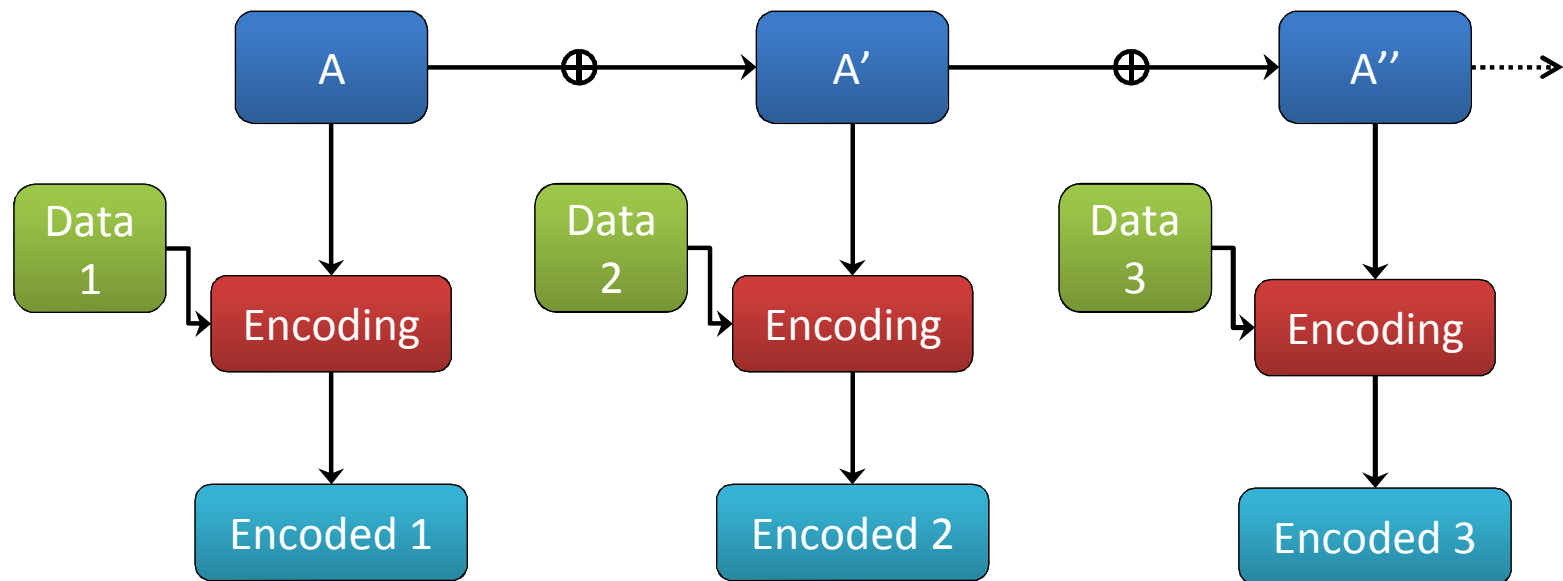 A
A'
A''
Data
1
Data
2
Data
3
Encoding
Encoding
Encoding
Encoded 1
Encoded 2
Encoded 3